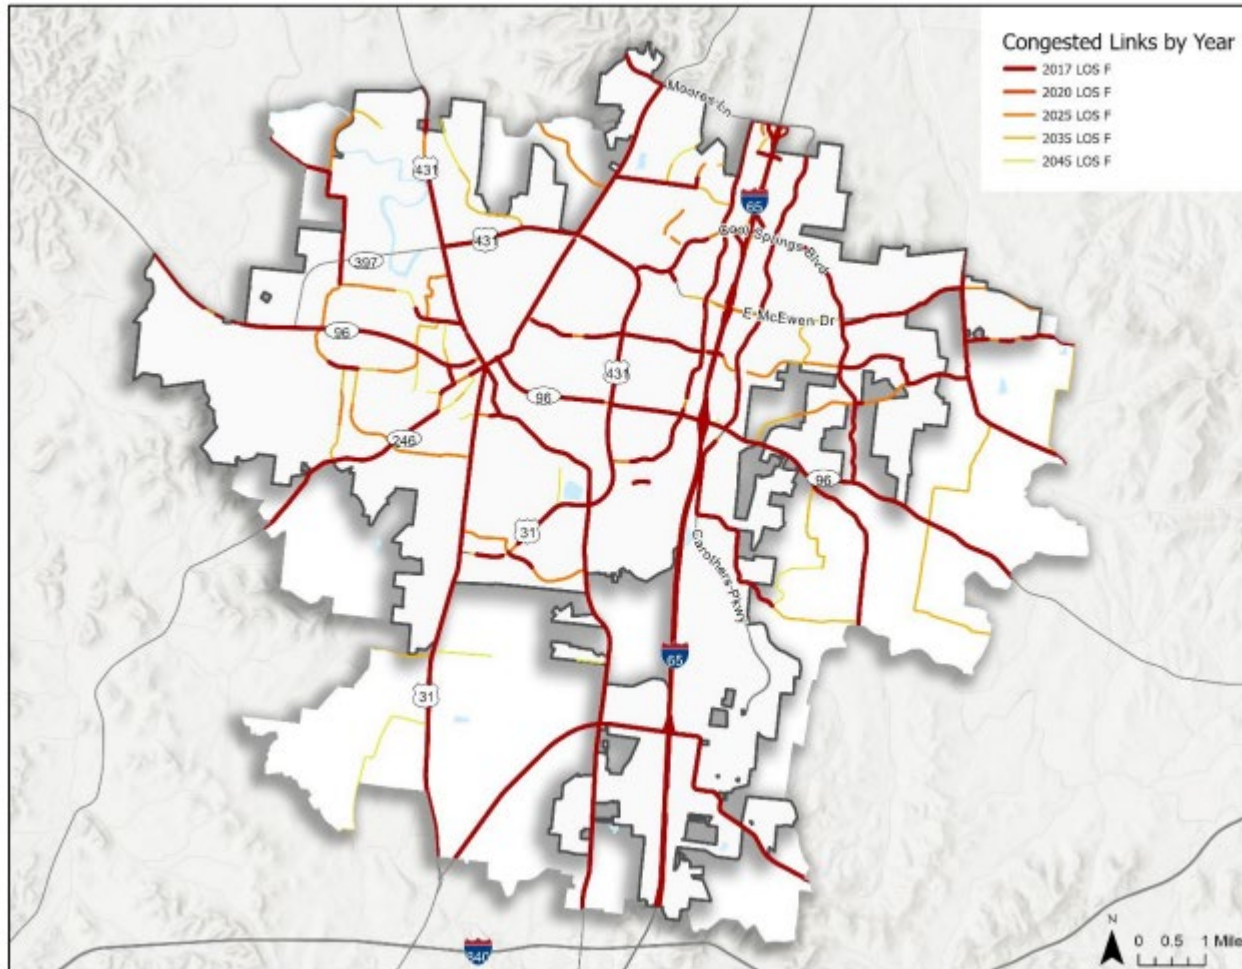 Congested Links by Year
2017 LOS F
2020 LOS F
2025 LOS F
2035 LOS F
2045 LOS F
Moores Ln
431
65
Cool Springs Blvd
431
397
E McEwen Dr
96
431
96
246
96
31
Carothers Pkwy
65
31
840
N
0 0.5 1 Mile